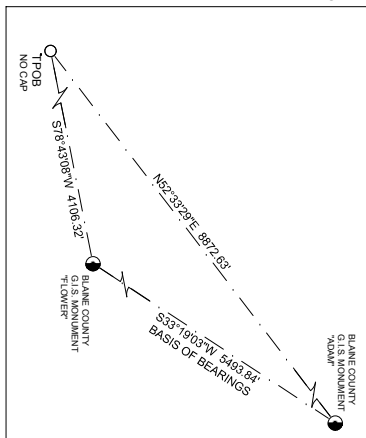 BLAINE COUNTY
G.I.S. MONUMENT
"ADAM"
N52°33'29"E 8872.63'
S33°19'03"W 5493.84'
BASIS OF BEARINGS
TPOB
NO CAP
S78°43'08"W 4106.32'
BLAINE COUNTY
G.I.S. MONUMENT
"FLOWER"